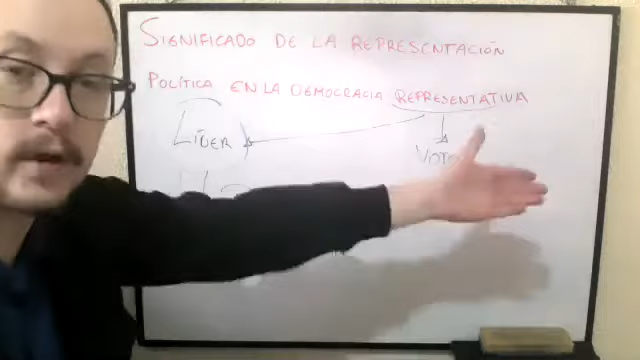 SIGNIFICADO DE LA REPRESENTACIÓN
POLÍTICA EN LA DEMOCRACIA REPRESENTATIVA
LÍDER
VOTO